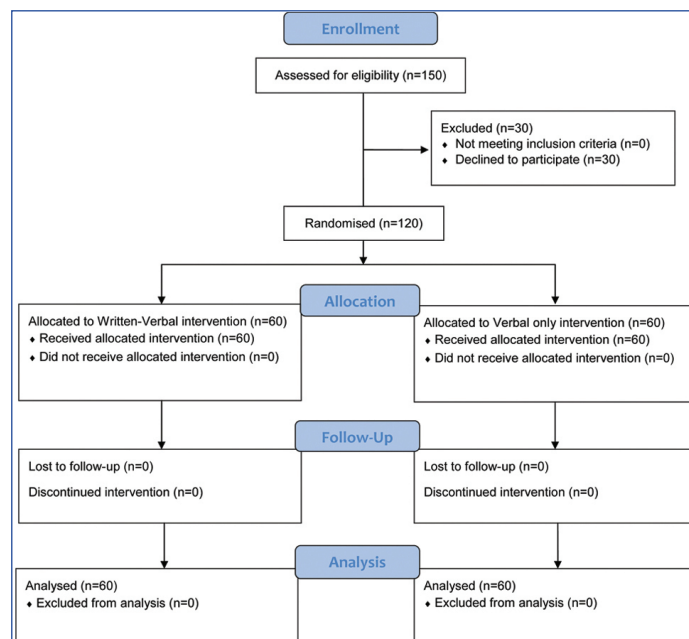 Enrollment
Assessed for eligibility (n=150)
Excluded (n=30)
♦ Not meeting inclusion criteria (n=0)
♦ Declined to participate (n=30)
Randomised (n=120)
Allocation
Allocated to Written-Verbal intervention (n=60)
♦ Received allocated intervention (n=60)
♦ Did not receive allocated intervention (n=0)
Allocated to Verbal only intervention (n=60)
♦ Received allocated intervention (n=60)
♦ Did not receive allocated intervention (n=0)
Follow-Up
Lost to follow-up (n=0)
Discontinued intervention (n=0)
Lost to follow-up (n=0)
Discontinued intervention (n=0)
Analysis
Analysed (n=60)
♦ Excluded from analysis (n=0)
Analysed (n=60)
♦ Excluded from analysis (n=0)